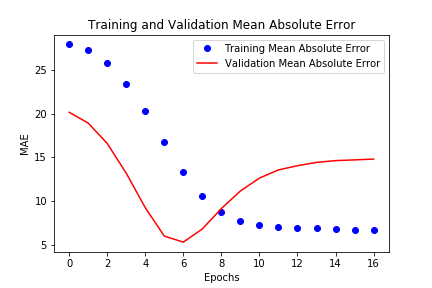 Training and Validation Mean Absolute Error
Training Mean Absolute Error
Validation Mean Absolute Error
MAE
25
20
15
10
5
0 2 4 6 8 10 12 14 16
Epochs